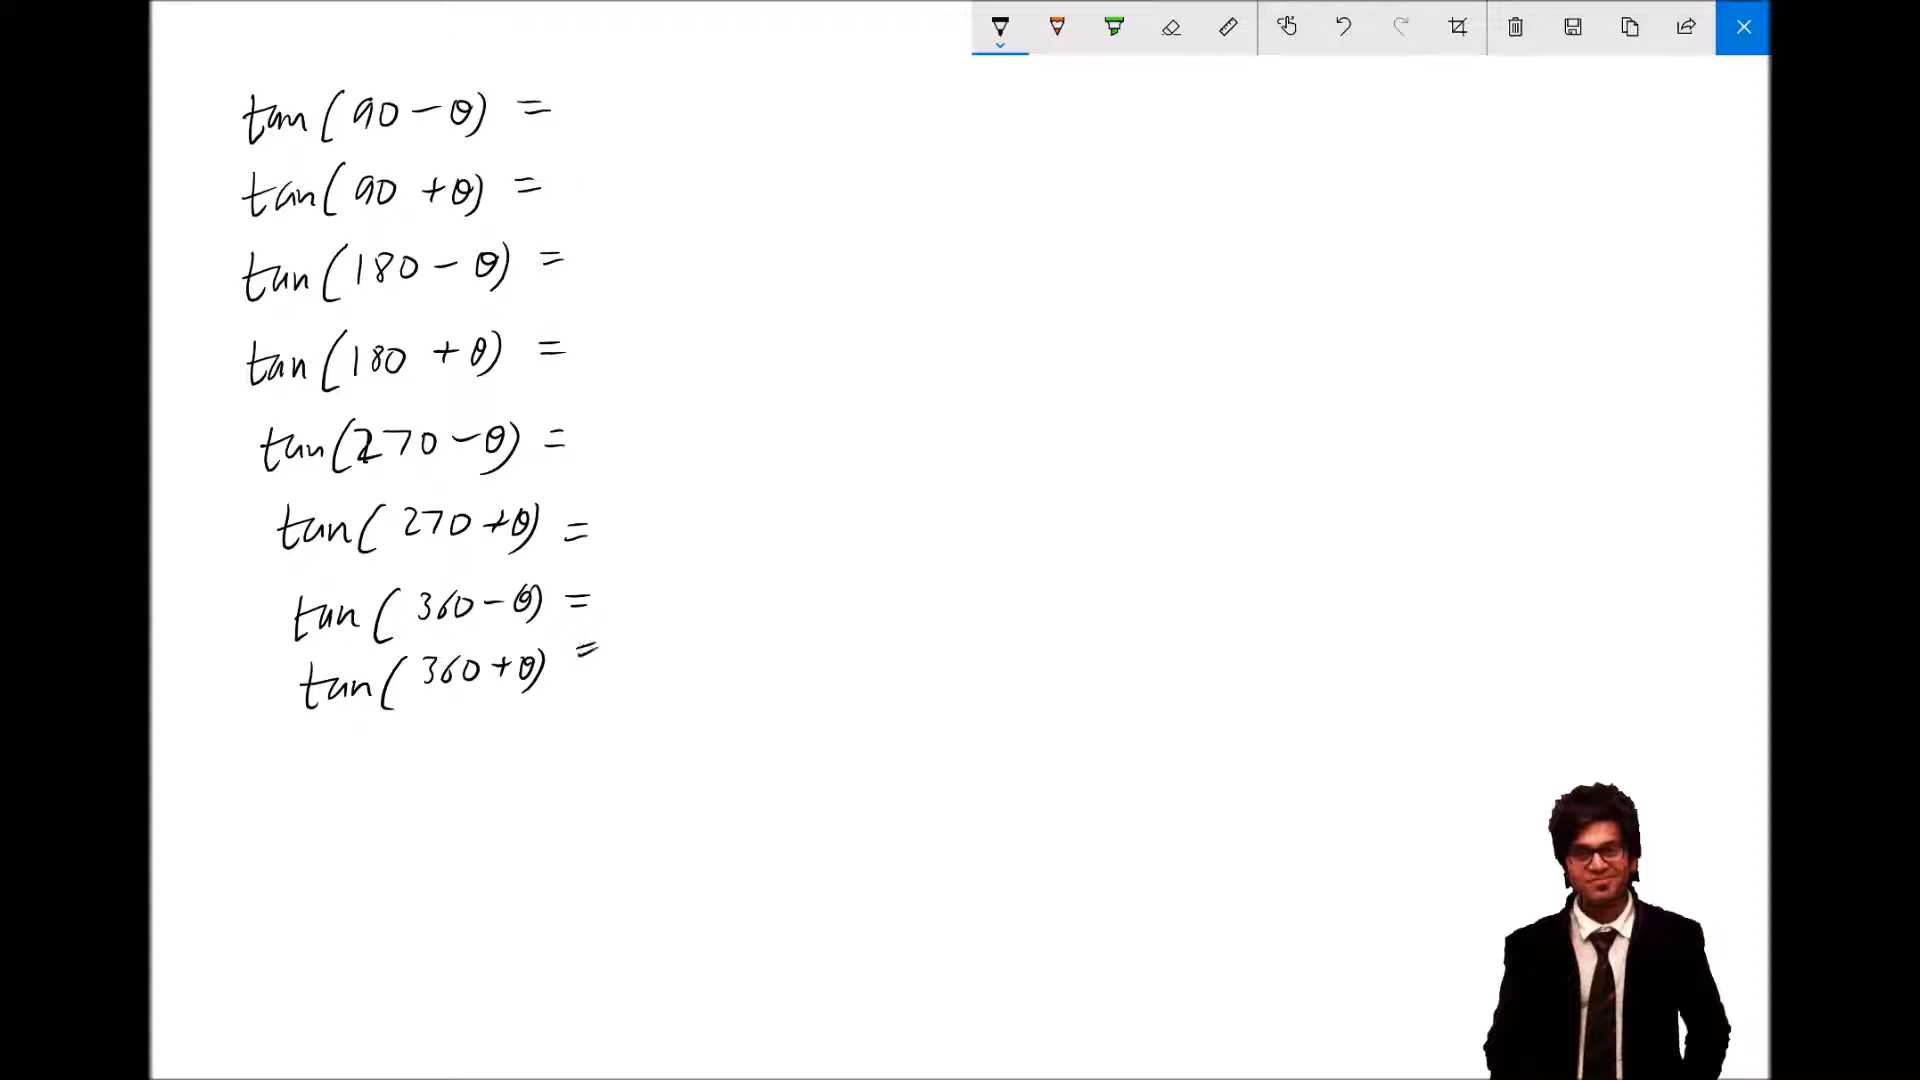 tan(90-θ) =
tan(90 +θ) =
tan(180 - θ) =
tan(180 + θ) =
tan(270-θ) =
tan(270+θ) =
tan(360-θ) =
tan(360+θ) =